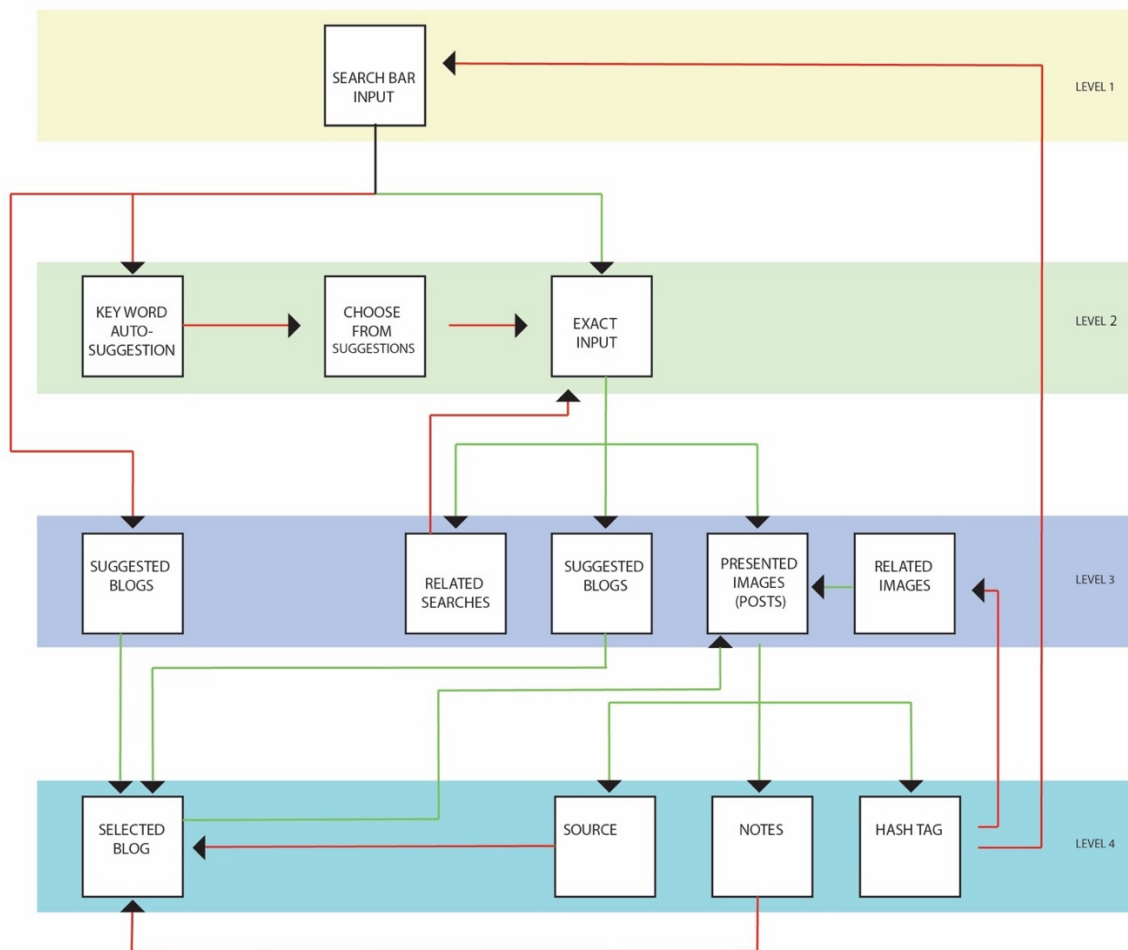 SEARCH BAR
INPUT
LEVEL 1
KEY WORD
AUTO-
SUGGESTION
CHOOSE
FROM
SUGGESTIONS
EXACT
INPUT
LEVEL 2
SUGGESTED
BLOGS
RELATED
SEARCHES
SUGGESTED
BLOGS
PRESENTED
IMAGES
(POSTS)
RELATED
IMAGES
LEVEL 3
SELECTED
BLOG
SOURCE
NOTES
HASH TAG
LEVEL 4